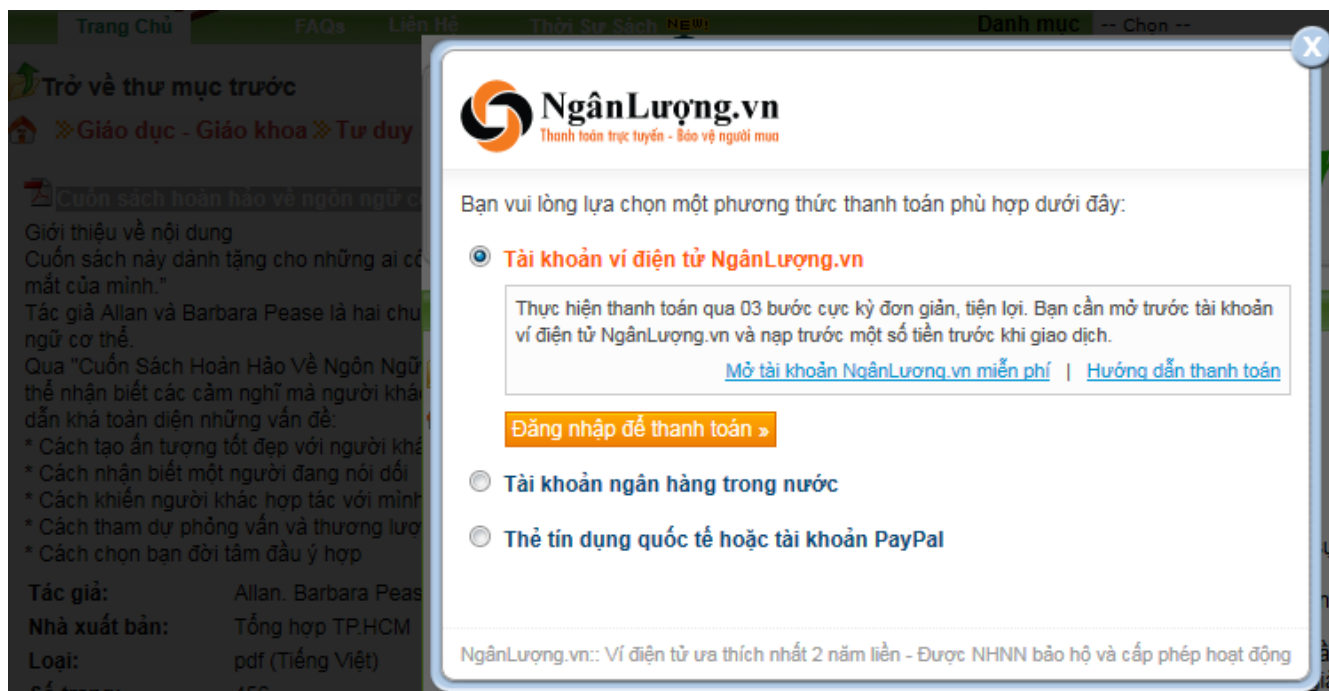 Trang Chủ FAQs Liên Hệ Thời Sự Sách NEW! Danh mục -- Chọn --
Trở về thư mục trước
» Giáo dục - Giáo khoa » Tư duy
Cuốn sách hoàn hảo về ngôn ngữ
Giới thiệu về nội dung
Cuốn sách này dành tặng cho những ai có
mắt của mình."
Tác giả Allan và Barbara Pease là hai
ngữ cơ thể.
Qua "Cuốn Sách Hoàn Hảo Về Ngôn Ngữ
thể nhận biết các cảm nghĩ mà người
dẫn khá toàn diện những vấn đề:
* Cách tạo ấn tượng tốt đẹp với người
* Cách nhận biết một người đang nói dối
* Cách khiến người khác hợp tác với mình
* Cách tham dự phỏng vấn và thương
* Cách chọn bạn đời tâm đầu ý hợp
Tác giả: Allan. Barbara Peas
Nhà xuất bản: Tổng hợp TP.HCM
Loại: pdf (Tiếng Việt)
X
NgânLượng.vn
Thanh toán trực tuyến - Bảo vệ người mua
Bạn vui lòng lựa chọn một phương thức thanh toán phù hợp dưới đây:
Tài khoản ví điện tử NgânLượng.vn
Thực hiện thanh toán qua 03 bước cực kỳ đơn giản, tiện lợi. Bạn cần mở trước tài khoản
ví điện tử NgânLượng.vn và nạp trước một số tiền trước khi giao dịch.
Mở tài khoản NgânLượng.vn miễn phí | Hướng dẫn thanh toán
Đăng nhập để thanh toán »
Tài khoản ngân hàng trong nước
Thẻ tín dụng quốc tế hoặc tài khoản PayPal
NgânLượng.vn:: Ví điện tử ưa thích nhất 2 năm liền - Được NHNN bảo hộ và cấp phép hoạt động